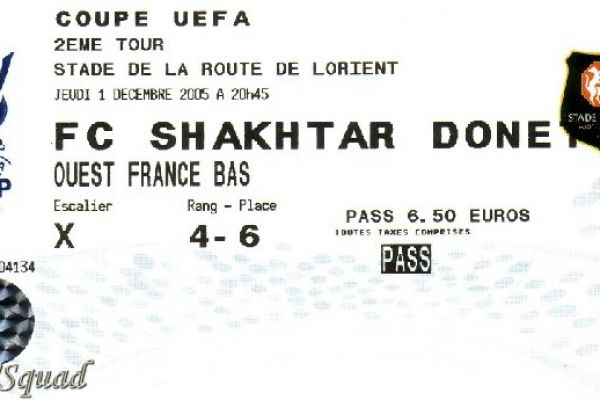 COUPE UEFA
2EME TOUR
STADE DE LA ROUTE DE LORIENT
JEUDI 1 DECEMBRE 2005 A 20h45
FC SHAKHTAR DONET
OUEST FRANCE BAS
Escalier Rang - Place
X 4-6
PASS 6.50 EUROS
TOUTES TAXES COMPRISES
PASS
04134
P
STADE
Squad